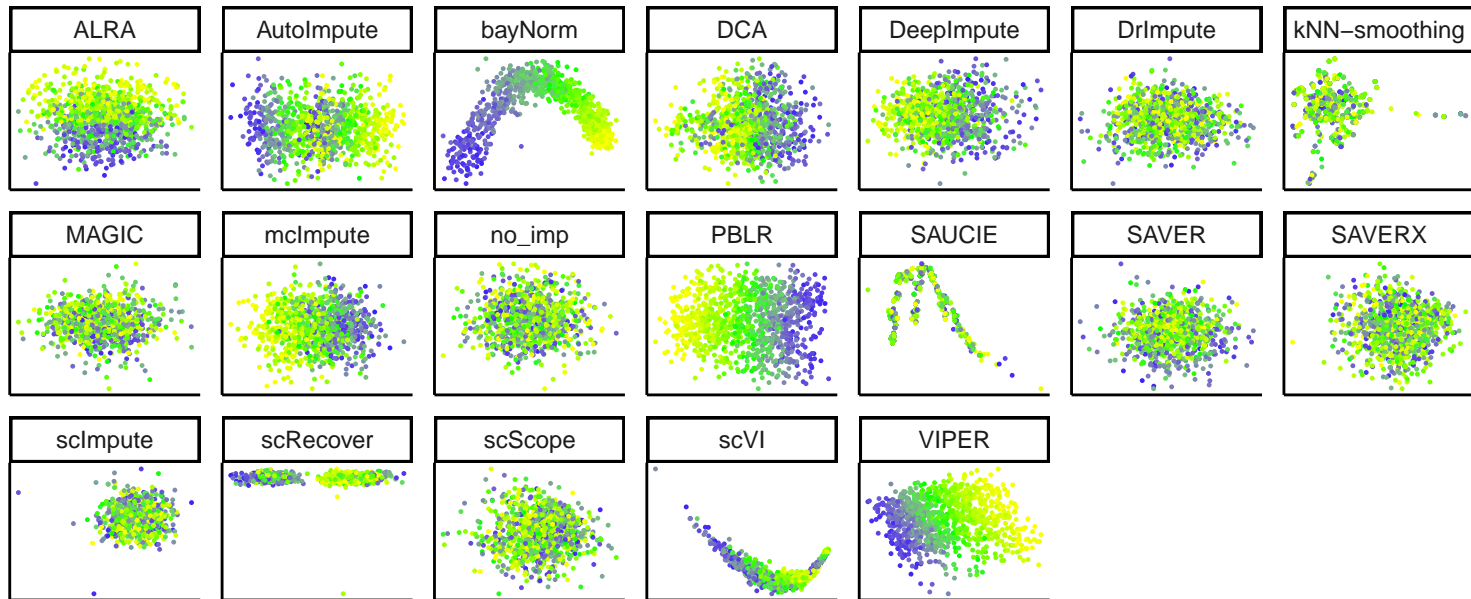 ALRA AutoImpute bayNorm DCA DeepImpute DrImpute kNN−smoothing
MAGIC mcImpute no_imp PBLR SAUCIE SAVER SAVERX
scImpute scRecover scScope scVI VIPER